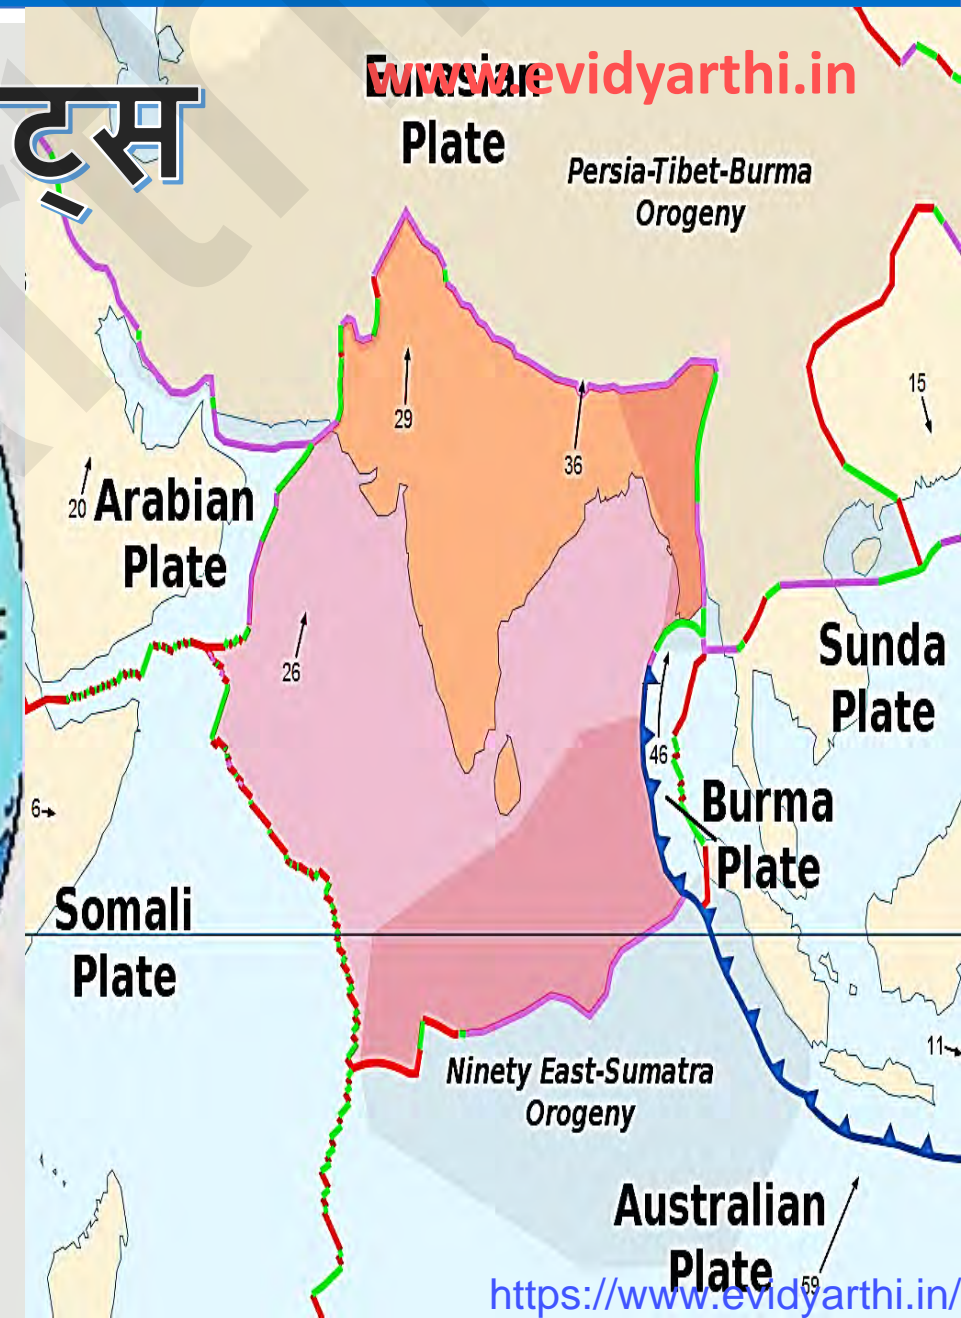 www.evidyarthi.in
Eurasian
Plate
ट्स
Persia-Tibet-Burma
Orogeny
29
15
36
20
Arabian
Plate
26
Sunda
Plate
46
6
Burma
Plate
Somali
Plate
11
Ninety East-Sumatra
Orogeny
Australian
Plate
59
https://www.evidyarthi.in/